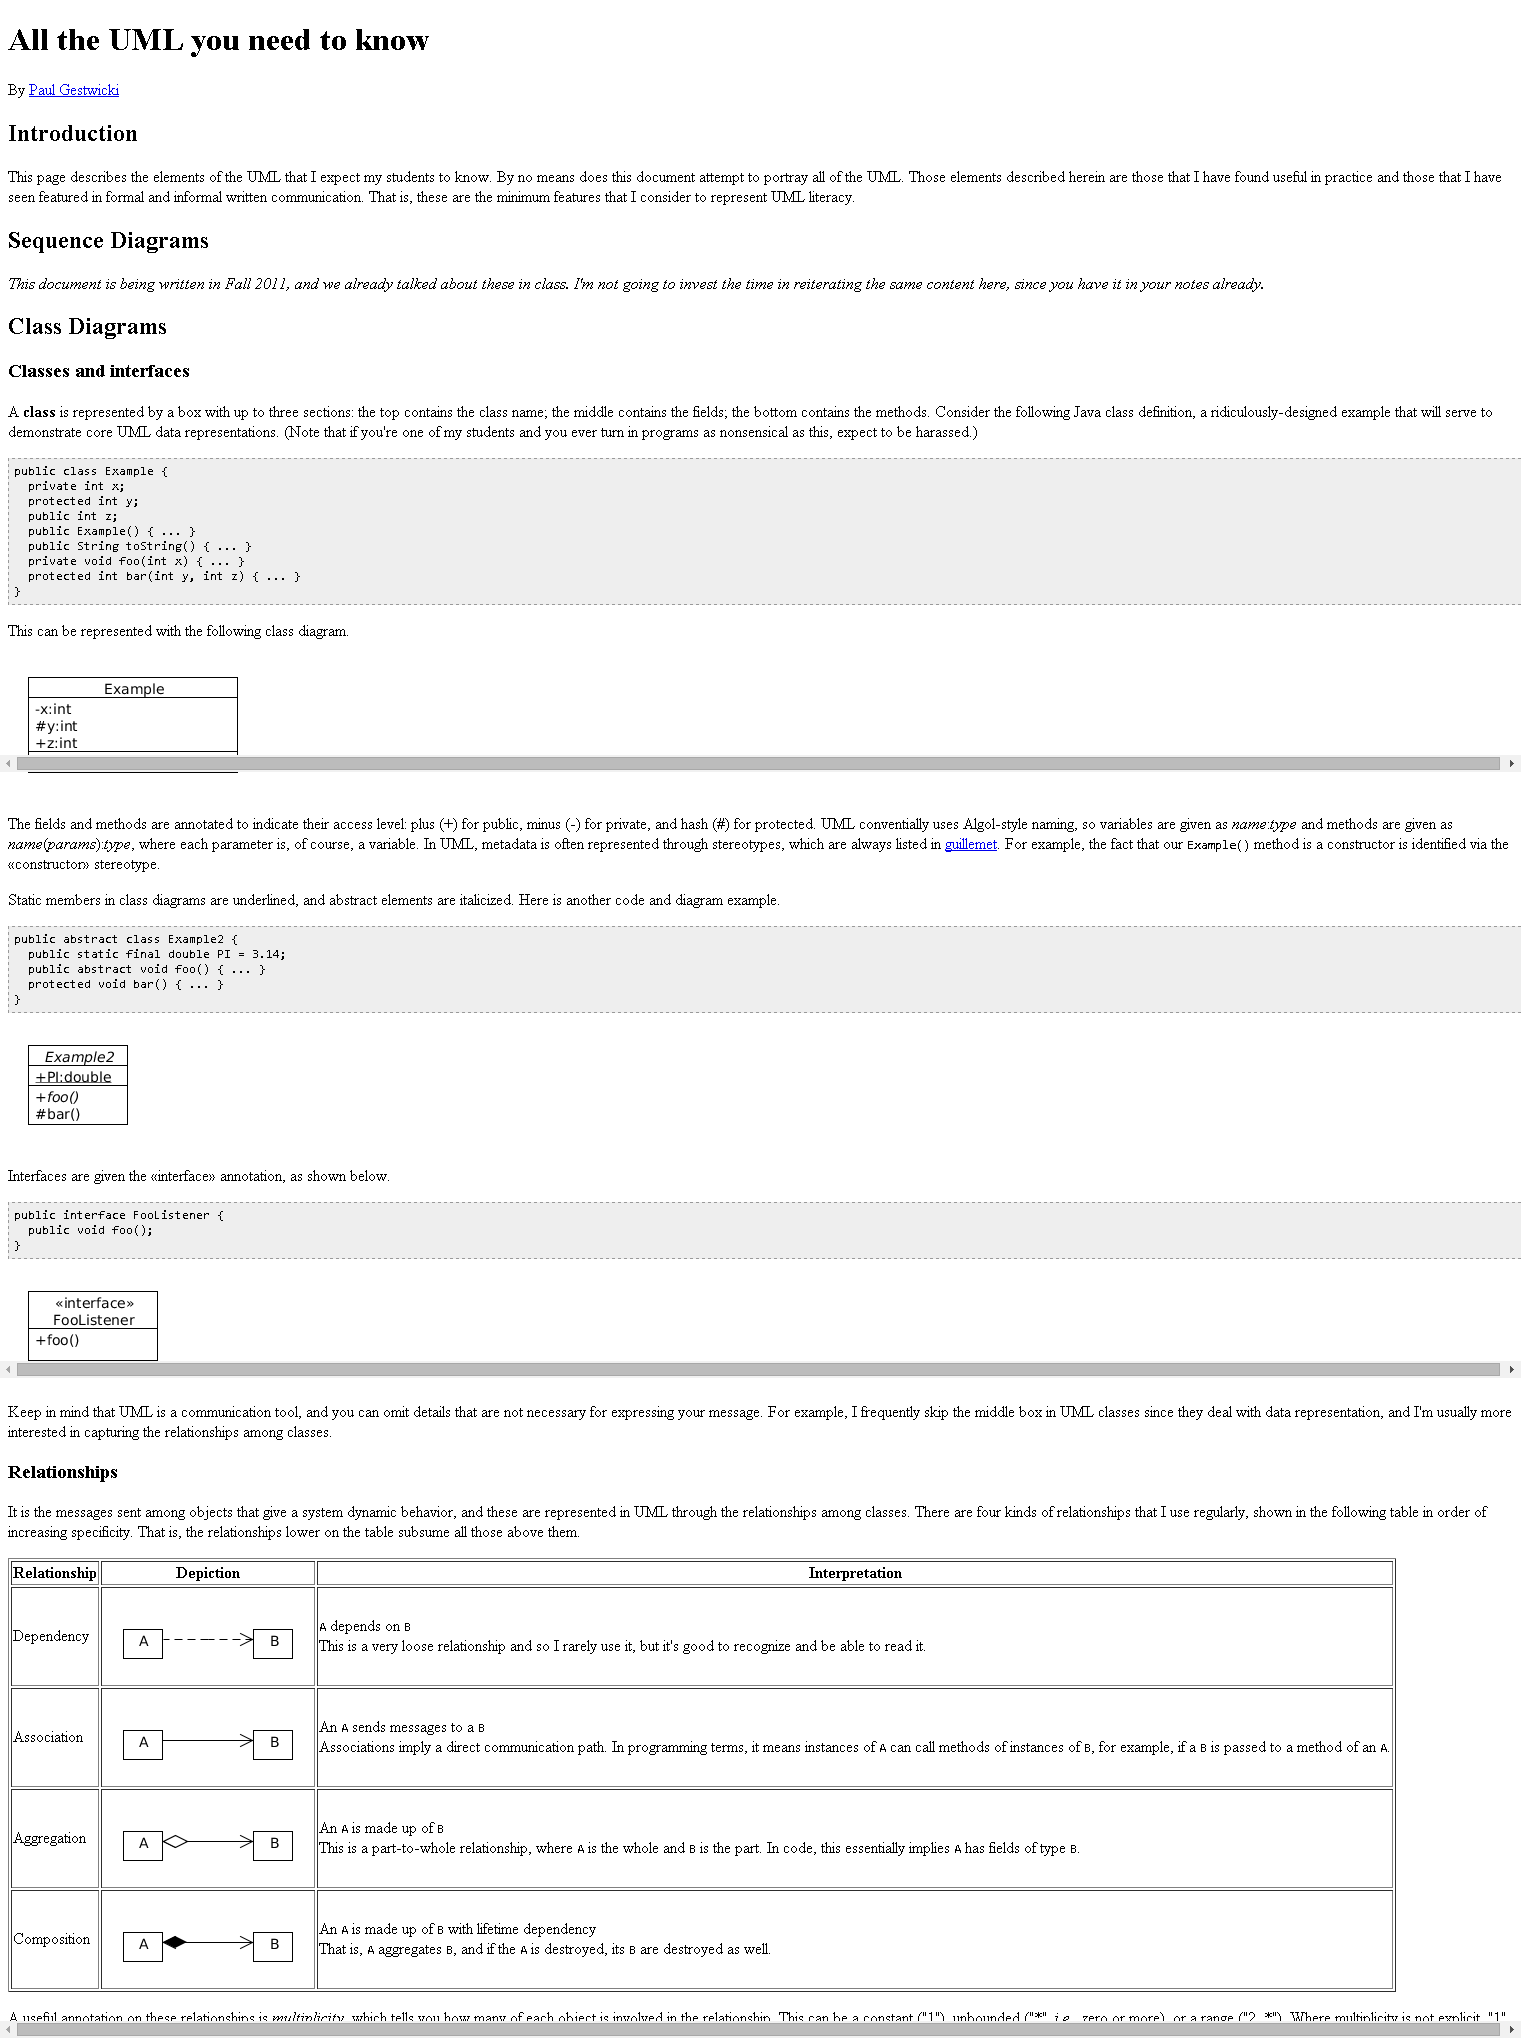 All the UML you need to know
By Paul Gestwicki
Introduction
This page describes the elements of the UML that I expect my students to know. By no means does this document attempt to portray all of the UML. Those elements described herein are those that I have found useful in practice and those that I have
seen featured in formal and informal written communication. That is, these are the minimum features that I consider to represent UML literacy.
Sequence Diagrams
This document is being written in Fall 2011, and we already talked about these in class. I'm not going to invest the time in reiterating the same content here, since you have it in your notes already.
Class Diagrams
Classes and interfaces
A class is represented by a box with up to three sections: the top contains the class name; the middle contains the fields; the bottom contains the methods. Consider the following Java class definition, a ridiculously-designed example that will serve to
demonstrate core UML data representations. (Note that if you're one of my students and you ever turn in programs as nonsensical as this, expect to be harassed.)
public class Example {
private int x;
protected int y;
public int z;
public Example() { ... }
public String toString() { ... }
private void foo(int x) { ... }
protected int bar(int y, int z) { ... }
}
This can be represented with the following class diagram.
Example
-x:int
#y:int
+z:int
The fields and methods are annotated to indicate their access level: plus (+) for public, minus (-) for private, and hash (#) for protected. UML conventially uses Algol-style naming, so variables are given as name:type and methods are given as
name(params):type, where each parameter is, of course, a variable. In UML, metadata is often represented through stereotypes, which are always listed in guillemet. For example, the fact that our Example() method is a constructor is identified via the
«constructor» stereotype.
Static members in class diagrams are underlined, and abstract elements are italicized. Here is another code and diagram example.
public abstract class Example2 {
public static final double PI = 3.14;
public abstract void foo() { ... }
protected void bar() { ... }
}
Example2
+PI:double
+foo()
#bar()
Interfaces are given the «interface» annotation, as shown below.
public interface FooListener {
public void foo();
}
«interface»
FooListener
+foo()
Keep in mind that UML is a communication tool, and you can omit details that are not necessary for expressing your message. For example, I frequently skip the middle box in UML classes since they deal with data representation, and I'm usually more
interested in capturing the relationships among classes.
Relationships
It is the messages sent among objects that give a system dynamic behavior, and these are represented in UML through the relationships among classes. There are four kinds of relationships that I use regularly, shown in the following table in order of
increasing specificity. That is, the relationships lower on the table subsume all those above them.
Relationship Depiction Interpretation
Dependency A B
A depends on B
This is a very loose relationship and so I rarely use it, but it's good to recognize and be able to read it.
Association A B
An A sends messages to a B
Associations imply a direct communication path. In programming terms, it means instances of A can call methods of instances of B, for example, if a B is passed to a method of an A.
Aggregation A B
An A is made up of B
This is a part-to-whole relationship, where A is the whole and B is the part. In code, this essentially implies A has fields of type B.
Composition A B
An A is made up of B with lifetime dependency
That is, A aggregates B, and if the A is destroyed, its B are destroyed as well.
A useful annotation on these relationships is multiplicity, which tells you how many of each object is involved in the relationship. This can be a constant ("1"), unbounded ("*", i.e., zero or more), or a range ("2..*"). Where multiplicity is not explicit, "1"